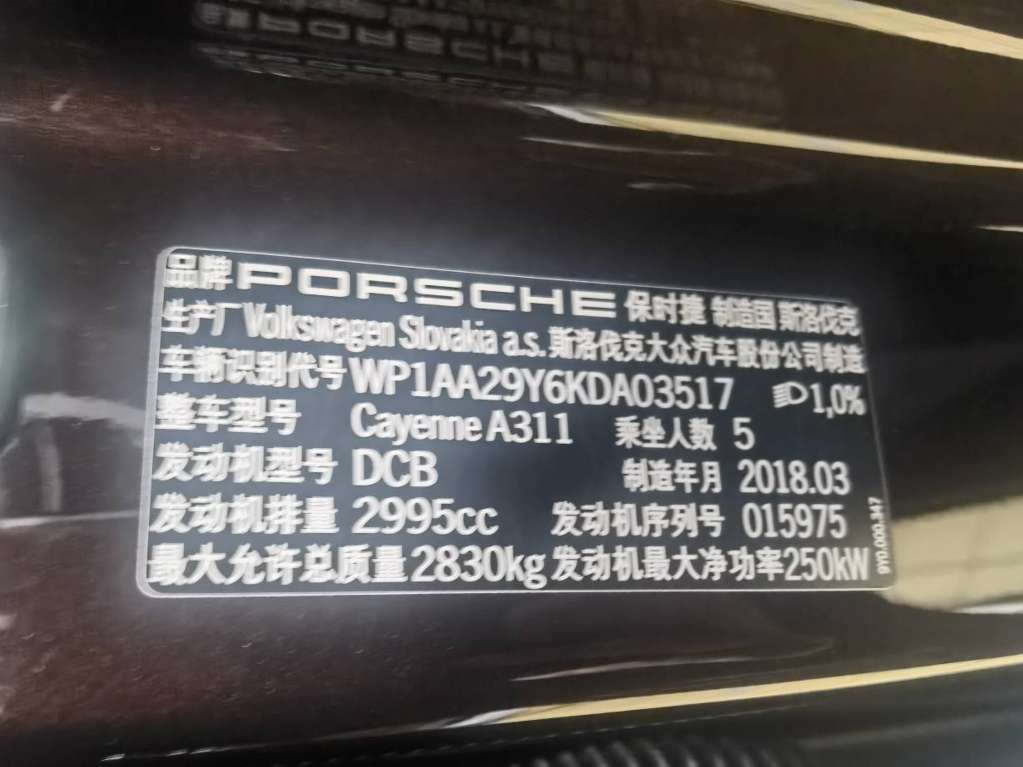 品牌 PORSCHE 保时捷 制造国 斯洛伐克
生产厂 Volkswagen Slovakia a.s. 斯洛伐克大众汽车股份公司制造
车辆识别代号 WP1AA29Y6KDA03517 1,0%
整车型号 Cayenne A311 乘坐人数 5
发动机型号 DCB 制造年月 2018.03
发动机排量 2995cc 发动机序列号 015975
最大允许总质量 2830kg 发动机最大净功率 250kW
9Y0.000.347